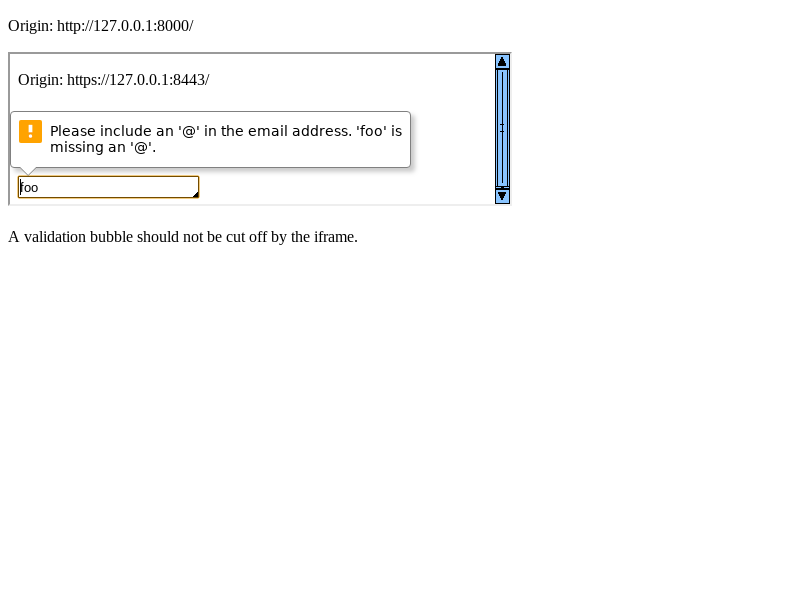 Origin: http://127.0.0.1:8000/
Origin: https://127.0.0.1:8443/
Please include an '@' in the email address. 'foo' is
missing an '@'.
foo
A validation bubble should not be cut off by the iframe.